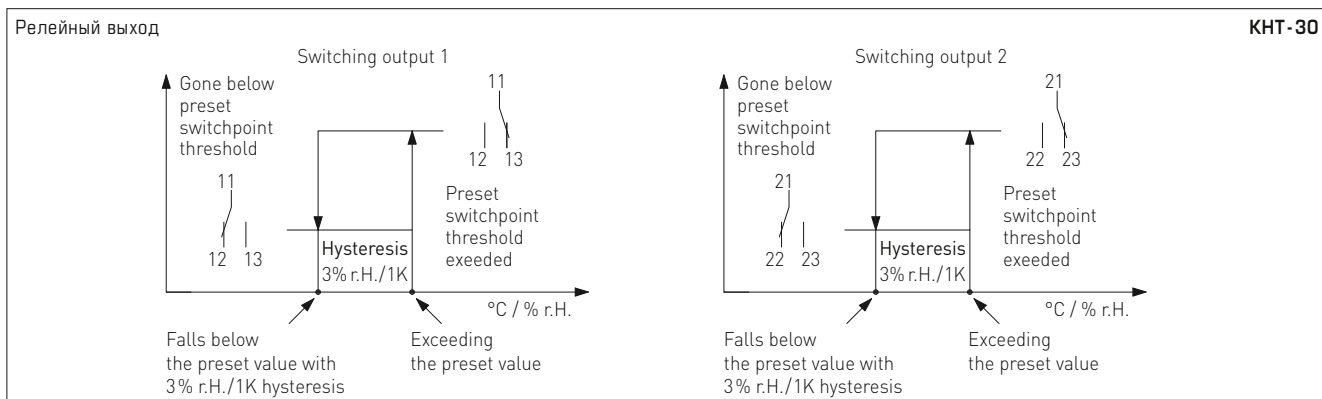 Релейный выход
KHT-30
Switching output 1
Gone below
preset
switchpoint
threshold
11
12 13
11
12 13
Preset
switchpoint
threshold
exeeded
Hysteresis
3% r.H./1K
°C / % r.H.
Falls below
the preset value with
3% r.H./1K hysteresis
Exceeding
the preset value
Switching output 2
Gone below
preset
switchpoint
threshold
21
22 23
21
22 23
Preset
switchpoint
threshold
exeeded
Hysteresis
3% r.H./1K
°C / % r.H.
Falls below
the preset value with
3% r.H./1K hysteresis
Exceeding
the preset value